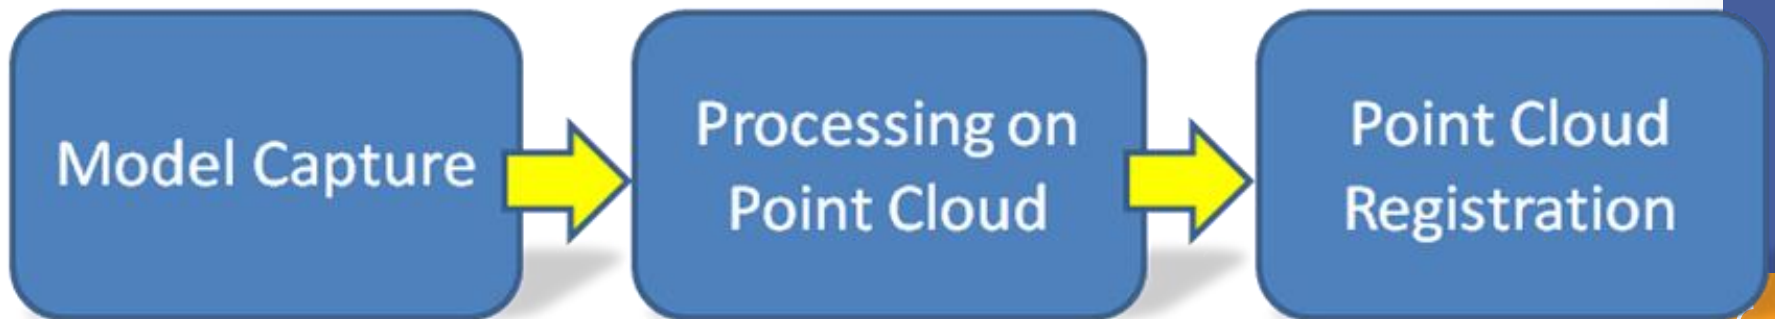 Model Capture
Processing on
Point Cloud
Point Cloud
Registration